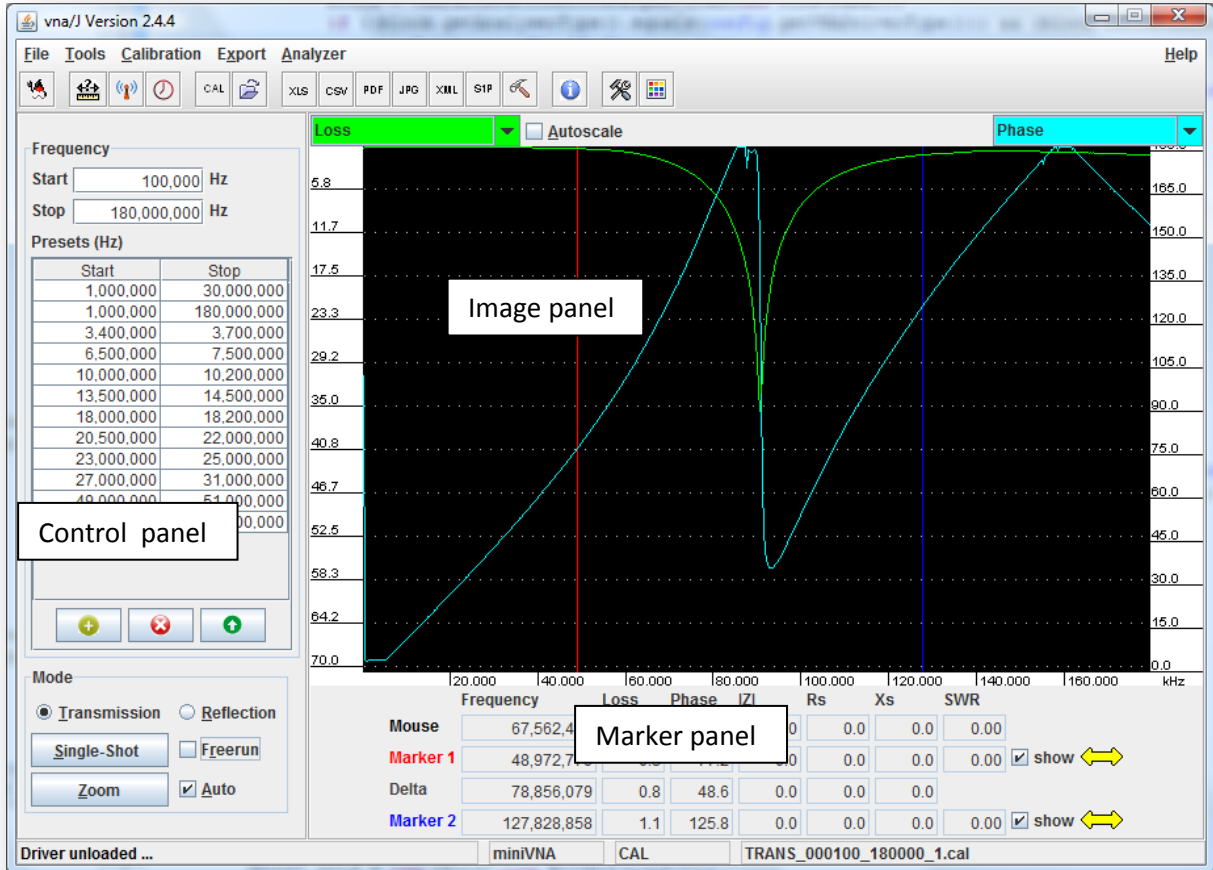 vna/J Version 2.4.4
File Tools Calibration Export Analyzer Help
CAL XLS CSV PDF JPG XML S1P
Loss Autoscale Phase
Frequency
Start 100,000 Hz
Stop 180,000,000 Hz
Presets (Hz)
Start Stop
1,000,000 30,000,000
1,000,000 180,000,000
3,400,000 3,700,000
6,500,000 7,500,000
10,000,000 10,200,000
13,500,000 14,500,000
18,000,000 18,200,000
20,500,000 22,000,000
23,000,000 25,000,000
27,000,000 31,000,000
49,000,000 51,000,000
Control panel
Mode
Transmission Reflection
Single-Shot Freerun
Zoom Auto
5.8
11.7
17.5
23.3
29.2
35.0
40.8
46.7
52.5
58.3
64.2
70.0
Image panel
165.0
150.0
135.0
120.0
105.0
90.0
75.0
60.0
45.0
30.0
15.0
0.0
20.000 40.000 60.000 80.000 100.000 120.000 140.000 160.000 kHz
Frequency Loss Phase |Z| Rs Xs SWR
Mouse 0.0 0.0 0.00
Marker 1 0.0 0.0 0.00 show
Marker panel
Delta 78,856,079 0.8 48.6 0.0 0.0 0.0
Marker 2 127,828,858 1.1 125.8 0.0 0.0 0.0 0.00 show
Driver unloaded ... miniVNA CAL TRANS_000100_180000_1.cal